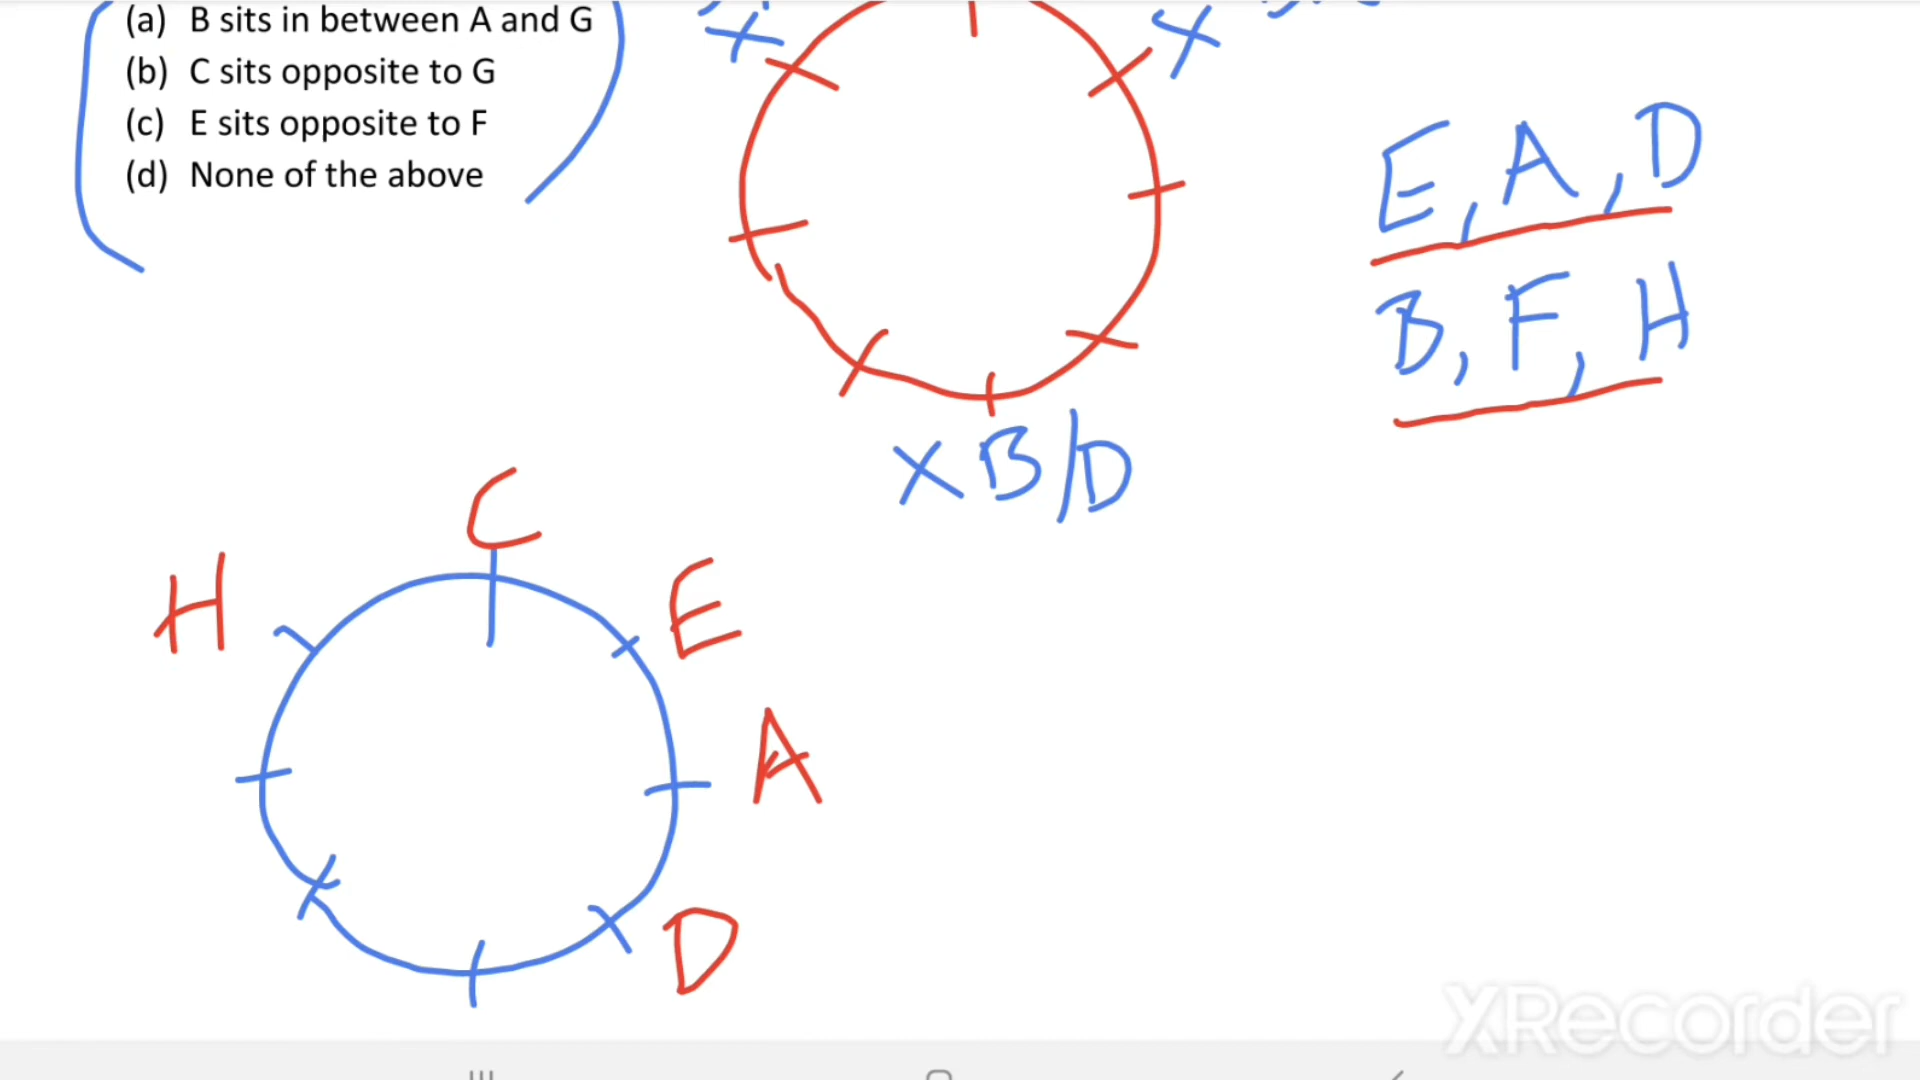 (a) B sits in between A and G
(b) C sits opposite to G
(c) E sits opposite to F
(d) None of the above
X
X
E, A, D
B, F, H
X B/D
C
H
E
A
D
XRecorder